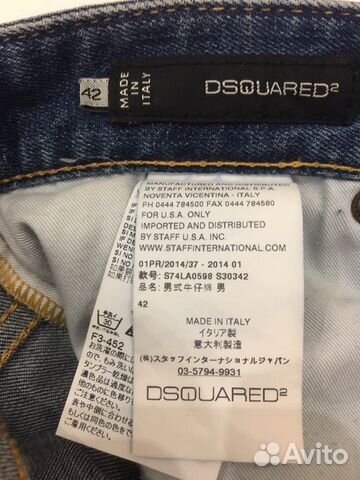 42
MADE IN
ITALY
DSQUARED2
MANUFACTURED AND DISTRIBUTED
BY STAFF INTERNATIONAL S.P.A
NOVENTA VICENTINA - ITALY
PH 0444 784500 FAX 0444 784580
FOR U.S.A. ONLY
IMPORTED AND DISTRIBUTED
BY STAFF U.S.A. INC.
WWW.STAFFINTERNATIONAL.COM
01PR/2014/37 - 2014 01
款号: S74LA0598 S30342
品名: 男式牛仔裤 男
42
MADE IN ITALY
イタリア製
意大利製造
(株)スタッフインターナショナルジャパン
03-5794-9931
DSQUARED2
30
F3-452
Avito